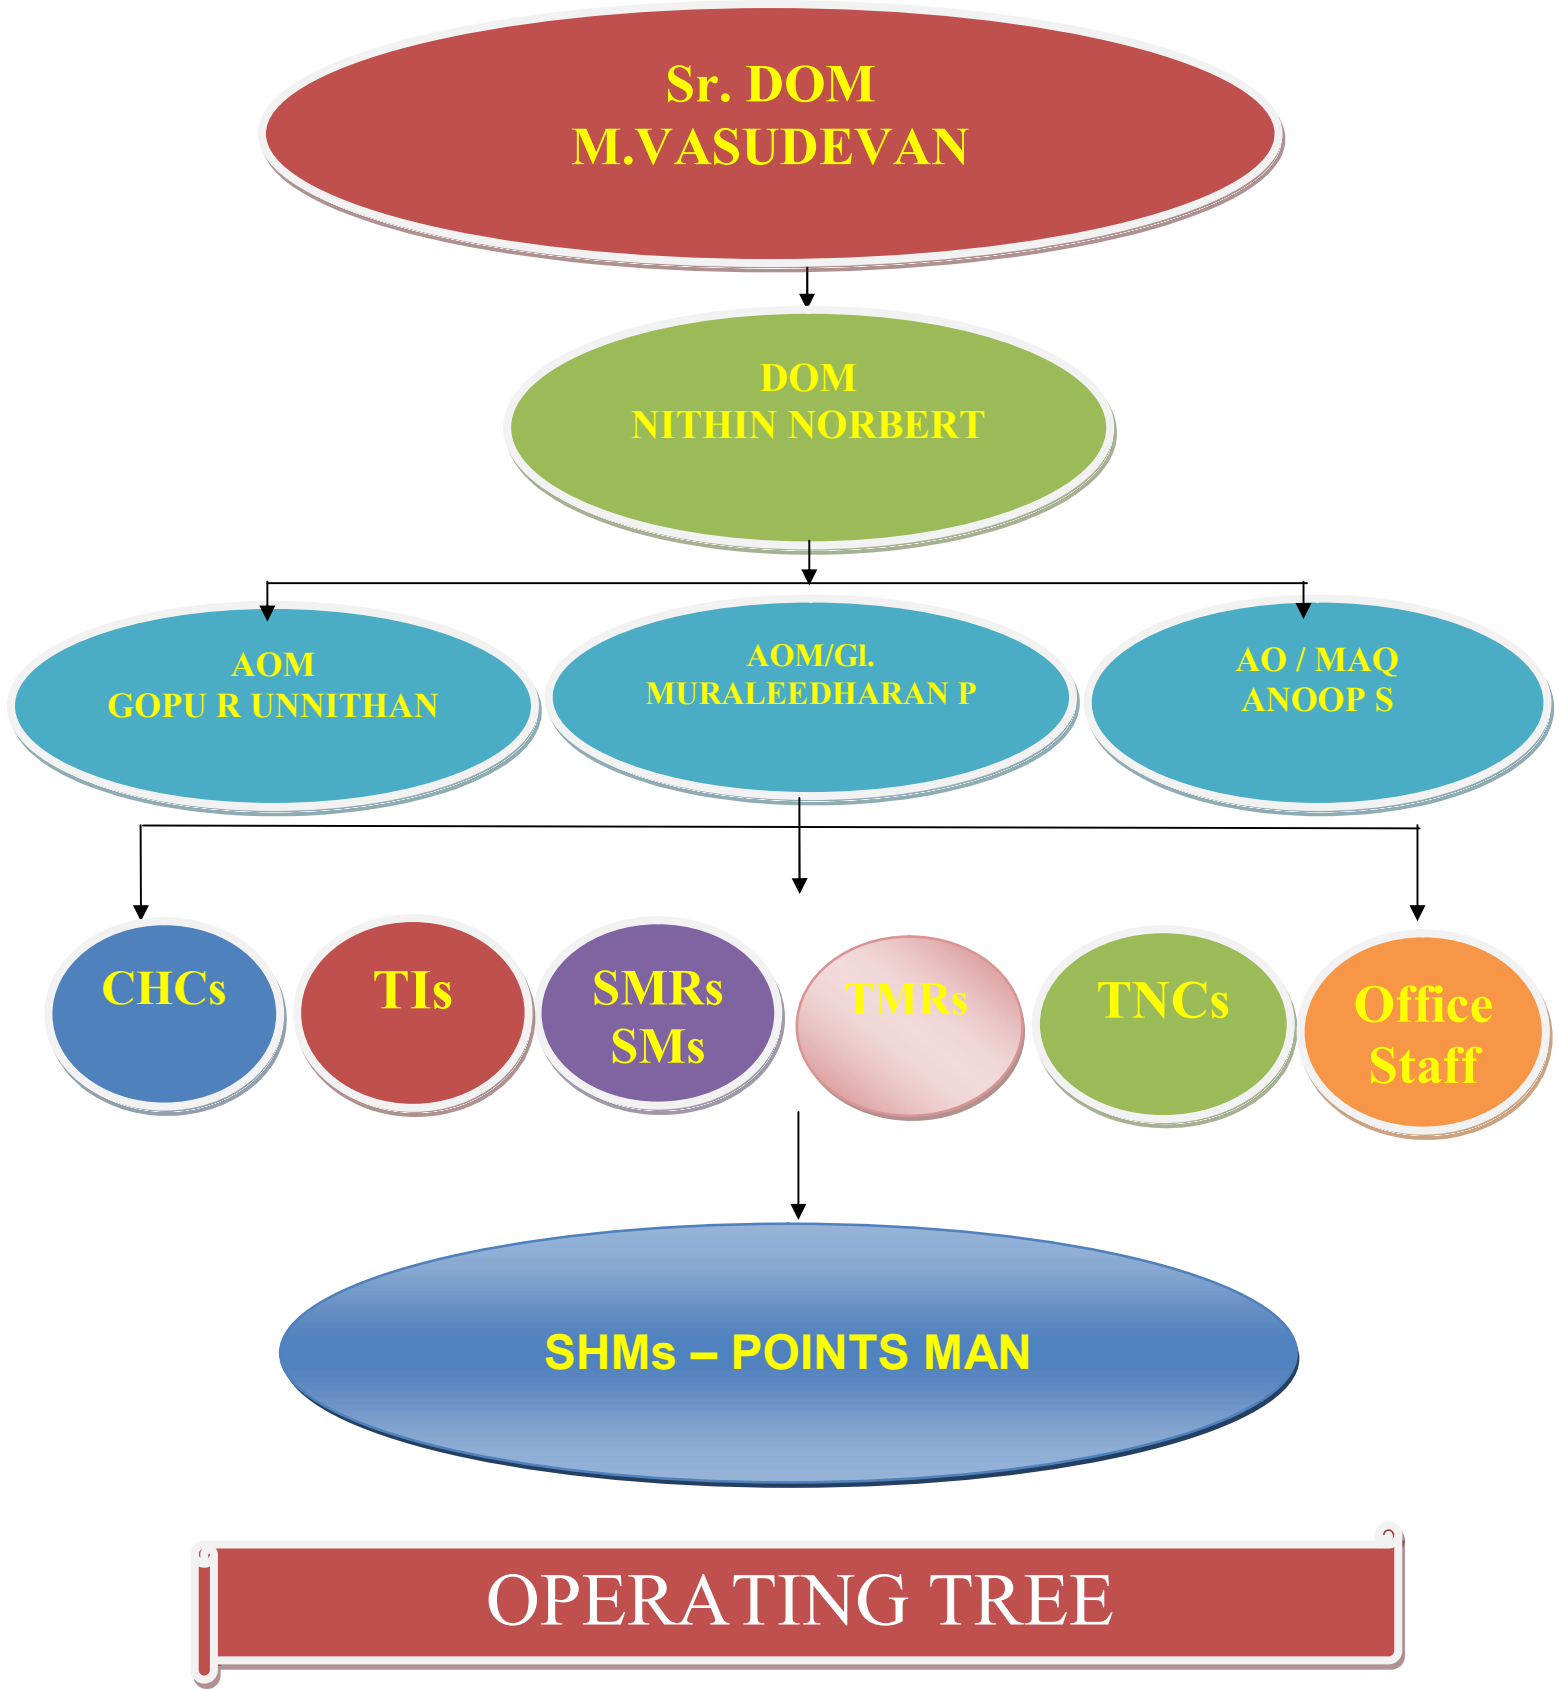 Sr. DOM
M.VASUDEVAN
DOM
NITHIN NORBERT
AOM
GOPU R UNNITHAN
AOM/Gl.
MURALEEDHARAN P
AO / MAQ
ANOOP S
CHCs
TIs
SMRs
SMs
TMRs
TNCs
Office
Staff
SHMs – POINTS MAN
OPERATING TREE